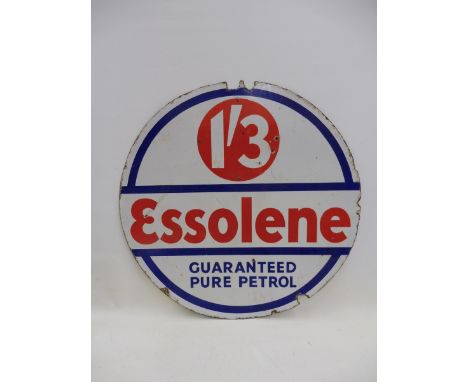 1'3
Essolene
GUARANTEED
PURE PETROL